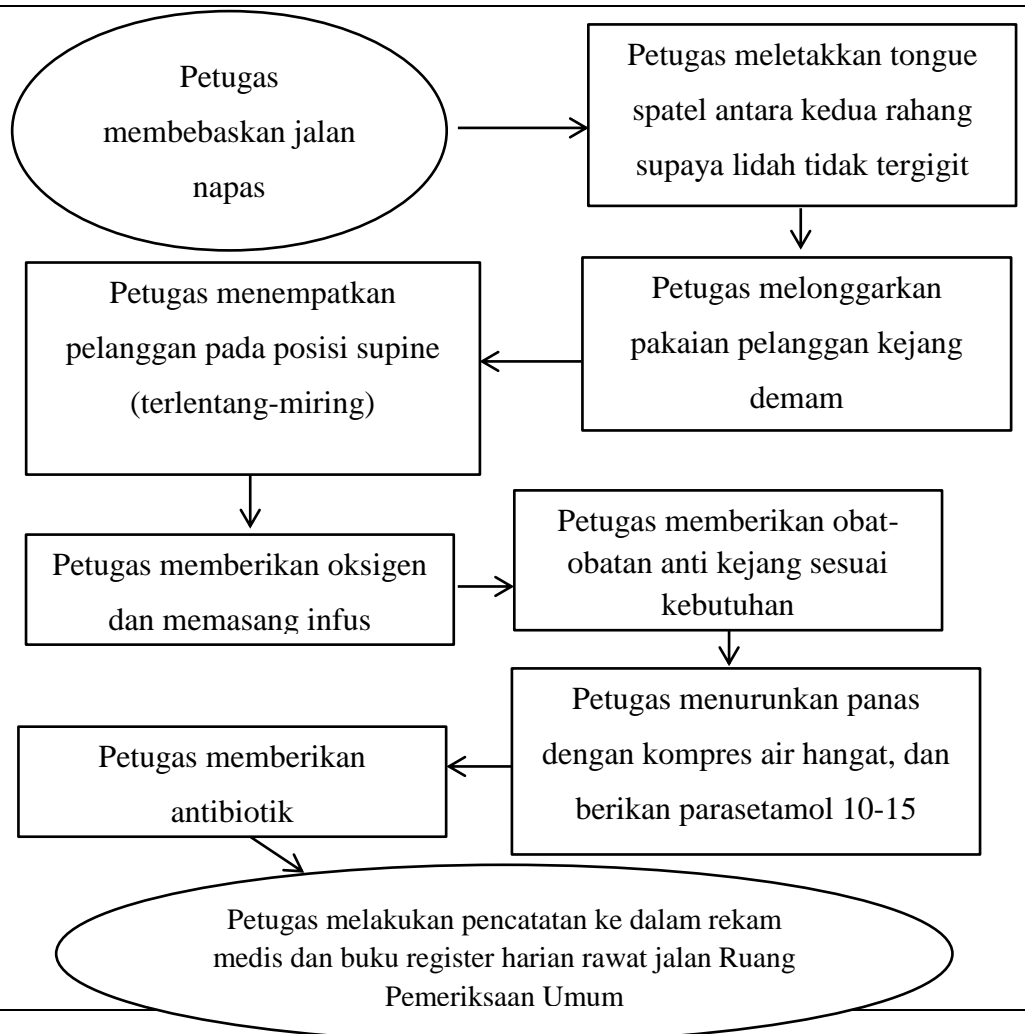 Petugas
membebaskan jalan
napas
Petugas meletakkan tongue
spatel antara kedua rahang
supaya lidah tidak tergigit
Petugas melonggarkan
pakaian pelanggan kejang
demam
Petugas menempatkan
pelanggan pada posisi supine
(terlentang-miring)
Petugas memberikan oksigen
dan memasang infus
Petugas memberikan obat-
obatan anti kejang sesuai
kebutuhan
Petugas menurunkan panas
dengan kompres air hangat, dan
berikan parasetamol 10-15
Petugas memberikan
antibiotik
Petugas melakukan pencatatan ke dalam rekam
medis dan buku register harian rawat jalan Ruang
Pemeriksaan Umum